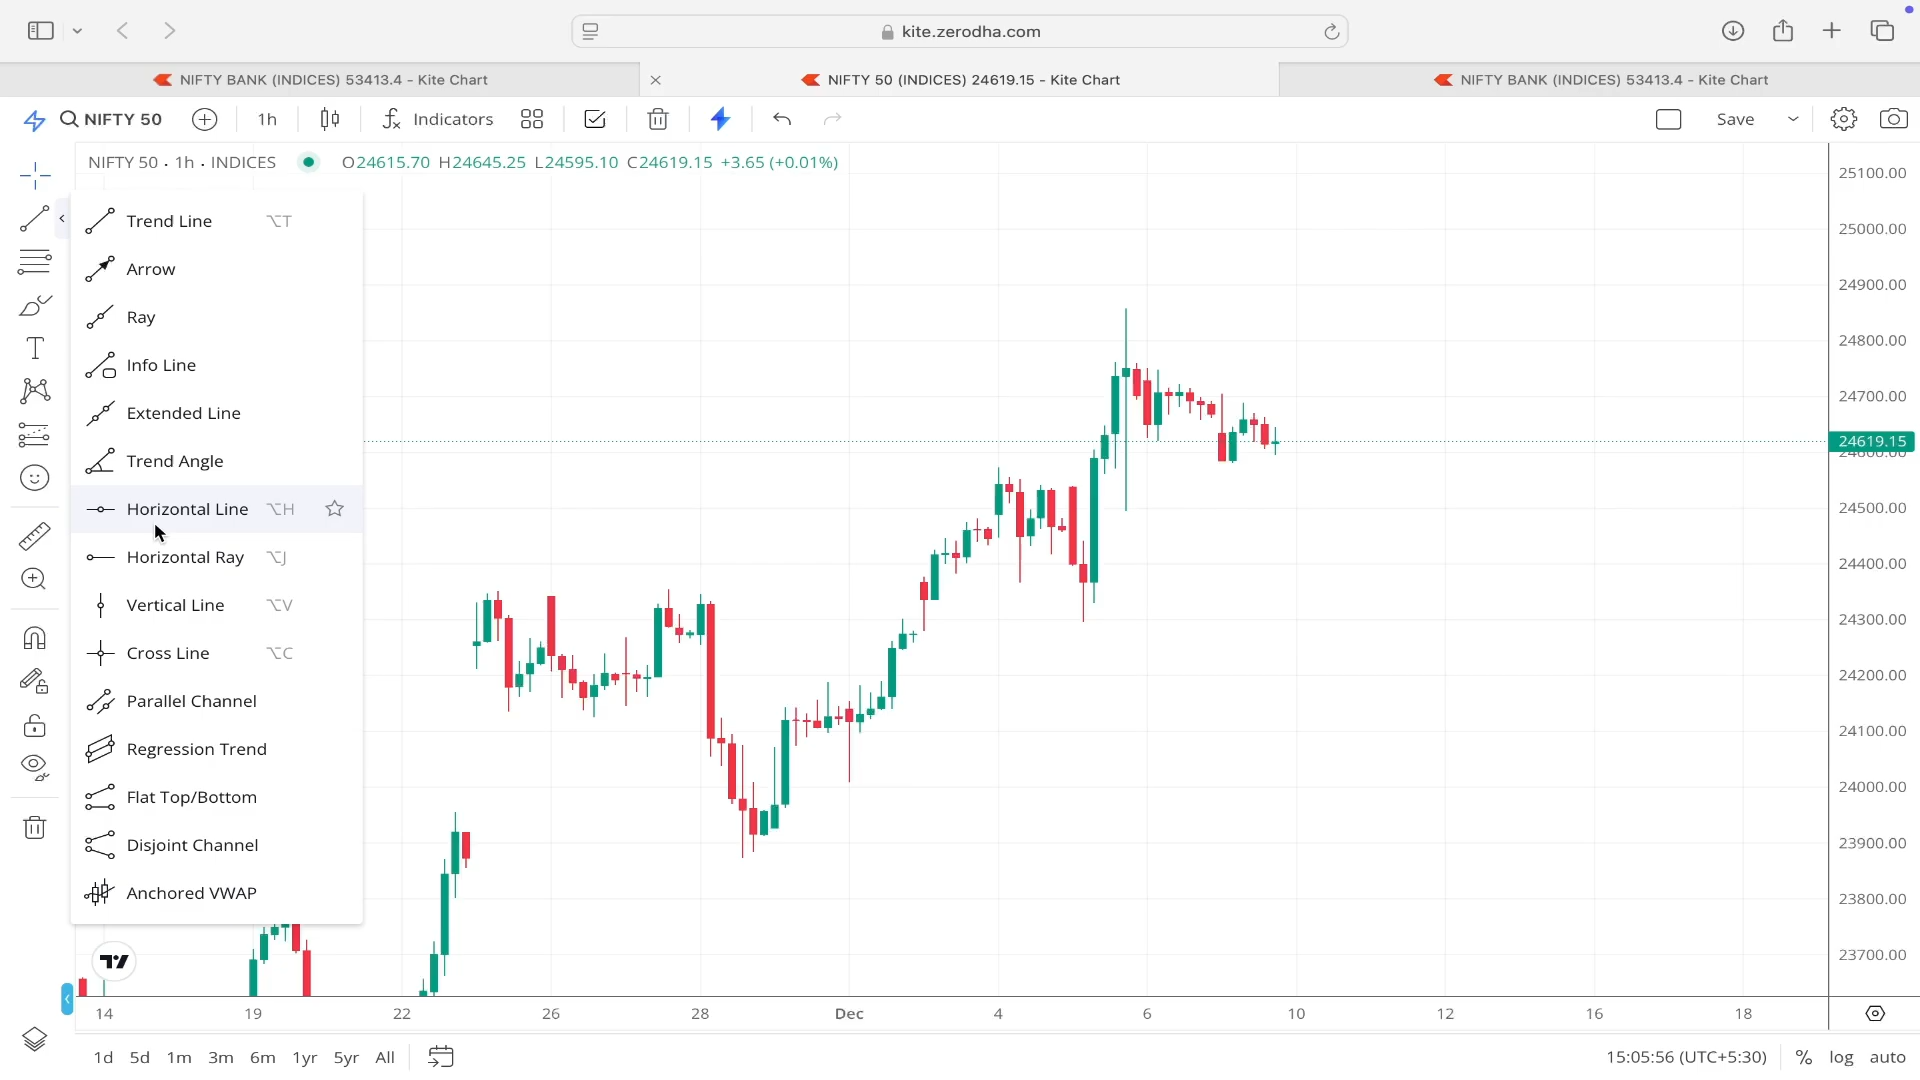 kite.zerodha.com
NIFTY BANK (INDICES) 53413.4 – Kite Chart
NIFTY 50 (INDICES) 24619.15 – Kite Chart
NIFTY BANK (INDICES) 53413.4 – Kite Chart
NIFTY 50
1h
Indicators
Save
NIFTY 50 · 1h · INDICES
O24615.70 H24645.25 L24595.10 C24619.15 +3.65 (+0.01%)
Trend Line ⌥T
Arrow
Ray
Info Line
Extended Line
Trend Angle
Horizontal Line ⌥H
Horizontal Ray ⌥J
Vertical Line ⌥V
Cross Line ⌥C
Parallel Channel
Regression Trend
Flat Top/Bottom
Disjoint Channel
Anchored VWAP
25100.00
25000.00
24900.00
24800.00
24700.00
24619.15
24600.00
24500.00
24400.00
24300.00
24200.00
24100.00
24000.00
23900.00
23800.00
23700.00
14 19 22 26 28 Dec 4 6 10 12 16 18
1d 5d 1m 3m 6m 1yr 5yr All
15:05:56 (UTC+5:30) % log auto